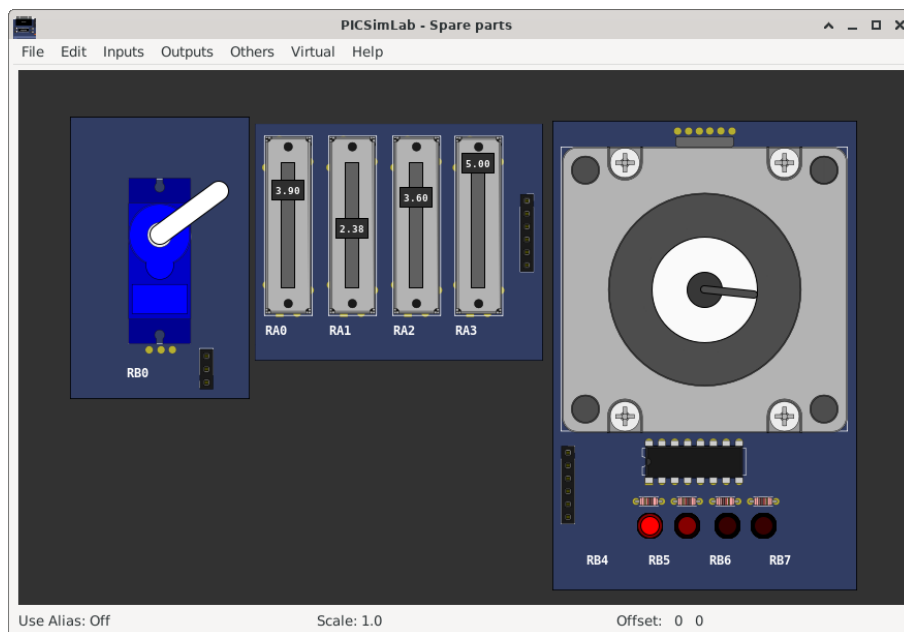 PICSimLab - Spare parts
File Edit Inputs Outputs Others Virtual Help
3.90 2.38 3.60 5.00
RA0 RA1 RA2 RA3
RB0
RB4 RB5 RB6 RB7
Use Alias: Off Scale: 1.0 Offset: 0 0